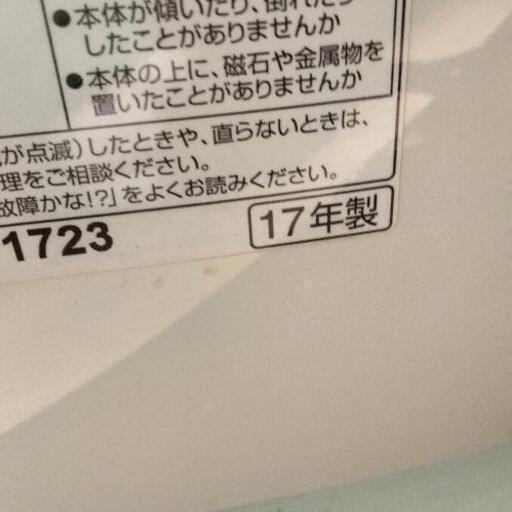 ●本体が傾いたり、倒れたり
したことがありませんか
●本体の上に、磁石や金属物を
置いたことがありませんか
が点滅)したときや、直らないときは、
理をご相談ください。
故障かな!?」をよくお読みください。
1723
17年製